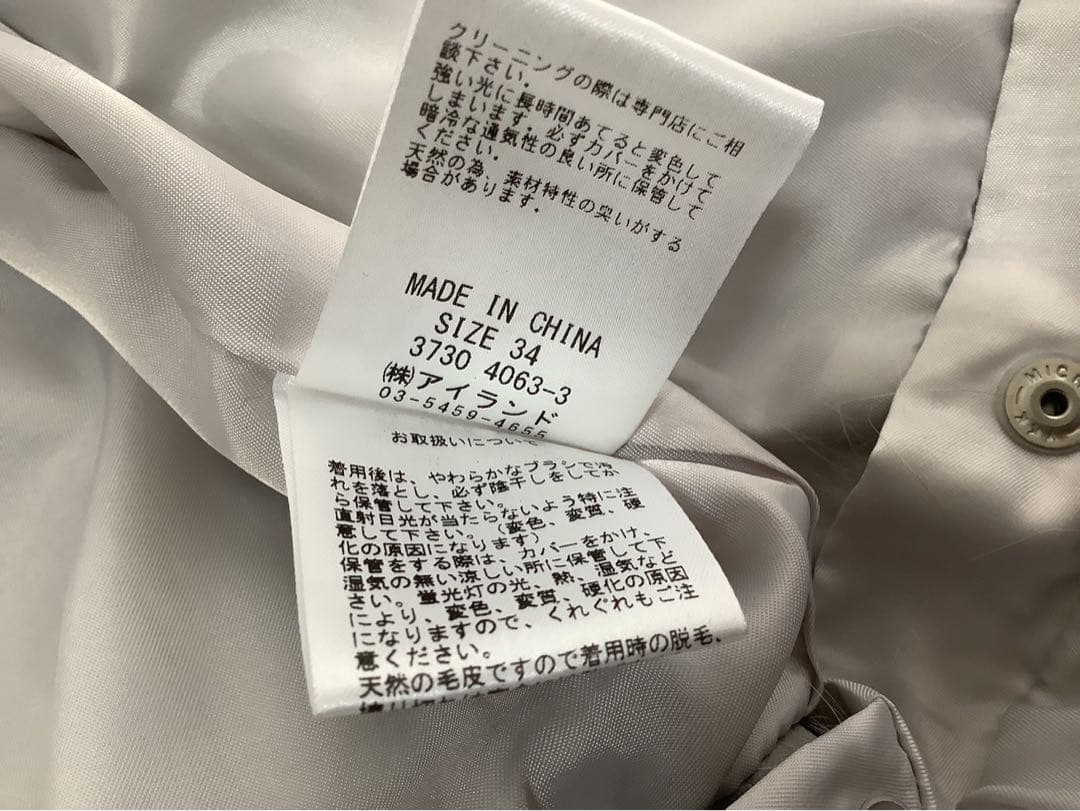 クリーニングの際は専門店にご相
談下さい．
強い光に長時間あてると変色して
しまいます．必ずカバーをかけて
暗冷な通気性の良い所に保管して
ください．
天然の為、素材特性の臭いがする
場合があります．
MADE IN CHINA
SIZE 34
3730 4063-3
(株)アイランド
03-5459-4655
お取扱いについて
着用後は、やわらかなブラシで汚
れを落とし、必ず陰干しをしてか
ら保管して下さい。
直射日光が当たらないよう特に注
意して下さい。（変色、変質、硬
化の原因になります）
保管をする際は、カバーをかけ、
湿気の無い涼しい所に保管して下
さい。蛍光灯の光、熱、湿気など
により、変色、変質、硬化の原因
になりますので、くれぐれもご注
意ください。
天然の毛皮ですので着用時の脱毛、
MICR